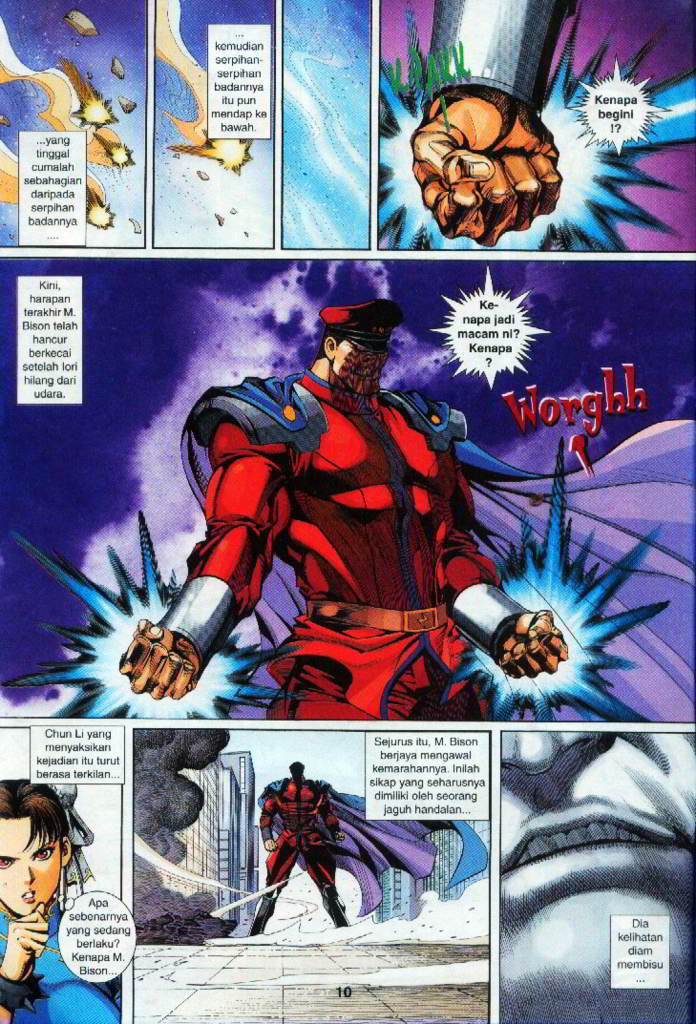 ...yang
tinggal
cumalah
sebahagian
daripada
serpihan
badannya
....
...
kemudian
serpihan-
serpihan
badannya
itu pun
mendap ke
bawah.
KRAKK
Kenapa
begini
!?
Kini,
harapan
terakhir M.
Bison telah
hancur
berkecai
setelah lori
hilang dari
udara.
Ke-
napa jadi
macam ni?
Kenapa
?
Worghh
!
Chun Li yang
menyaksikan
kejadian itu turut
berasa terkilan...
Apa
sebenarnya
yang sedang
berlaku?
Kenapa M.
Bison...
Sejurus itu, M. Bison
berjaya mengawal
kemarahannya. Inilah
sikap yang seharusnya
dimiliki oleh seorang
jaguh handalan...
Dia
kelihatan
diam
membisu
...
10